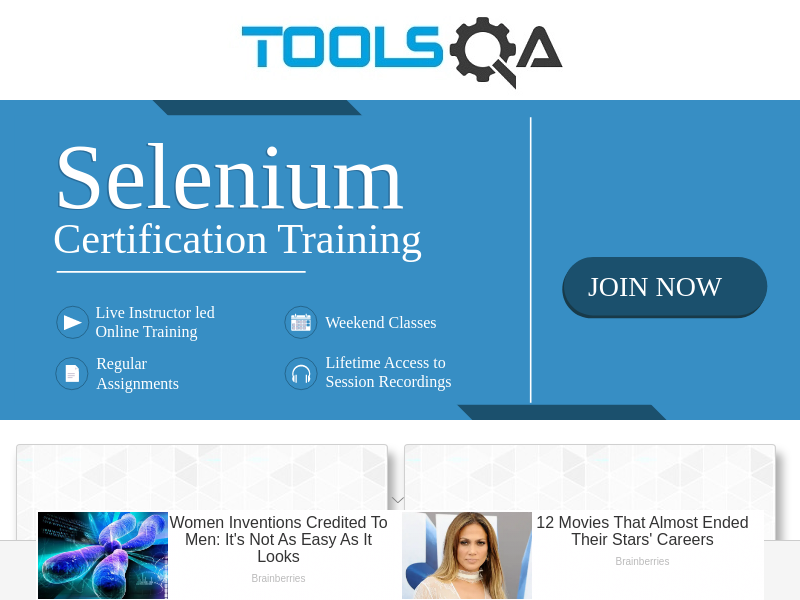 TOOLSQA
Selenium
Certification Training
JOIN NOW
Live Instructor led
Online Training
Weekend Classes
Regular
Assignments
Lifetime Access to
Session Recordings
Women Inventions Credited To
Men: It's Not As Easy As It
Looks
Brainberries
12 Movies That Almost Ended
Their Stars' Careers
Brainberries